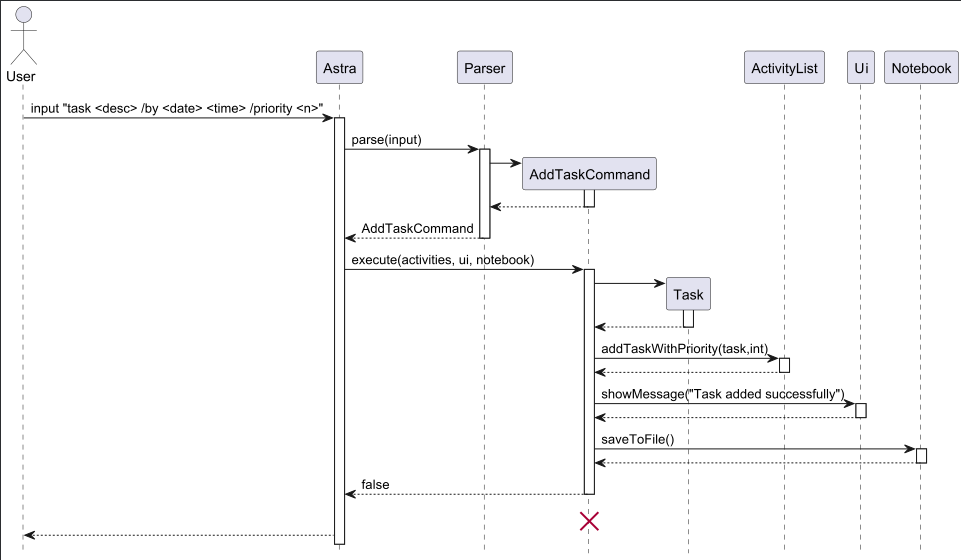 User
Astra
Parser
ActivityList
Ui
Notebook
input "task <desc> /by <date> <time> /priority <n>"
parse(input)
AddTaskCommand
AddTaskCommand
execute(activities, ui, notebook)
Task
addTaskWithPriority(task,int)
showMessage("Task added successfully")
saveToFile()
false